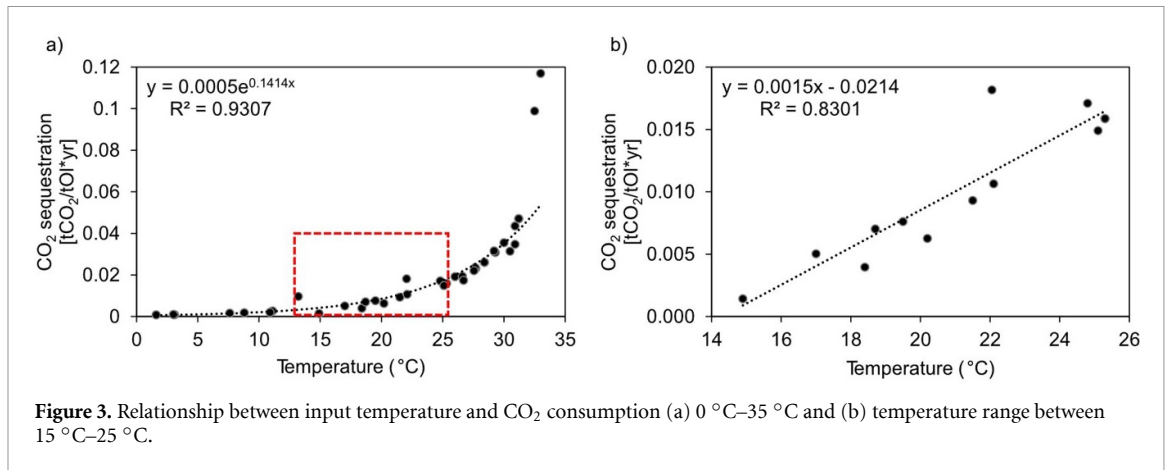 a)
y = 0.0005e^0.1414x
R² = 0.9307
CO₂ sequestration
[tCO₂/tOl*yr]
0.12
0.1
0.08
0.06
0.04
0.02
0
0 5 10 15 20 25 30 35
Temperature (°C)
b)
y = 0.0015x - 0.0214
R² = 0.8301
CO₂ sequestration
[tCO₂/tOl*yr]
0.020
0.015
0.010
0.005
0.000
14 16 18 20 22 24 26
Temperature (°C)
Figure 3. Relationship between input temperature and CO₂ consumption (a) 0 °C–35 °C and (b) temperature range between
15 °C–25 °C.